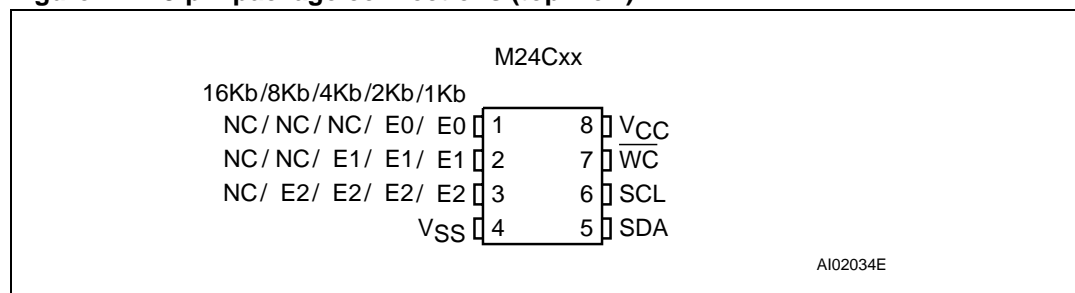 M24Cxx
16Kb/8Kb/4Kb/2Kb/1Kb
NC/ NC/ NC/ E0/ E0 1 8 VCC
NC/ NC/ E1/ E1/ E1 2 7 W̅C̅
NC/ E2/ E2/ E2/ E2 3 6 SCL
VSS 4 5 SDA
AI02034E